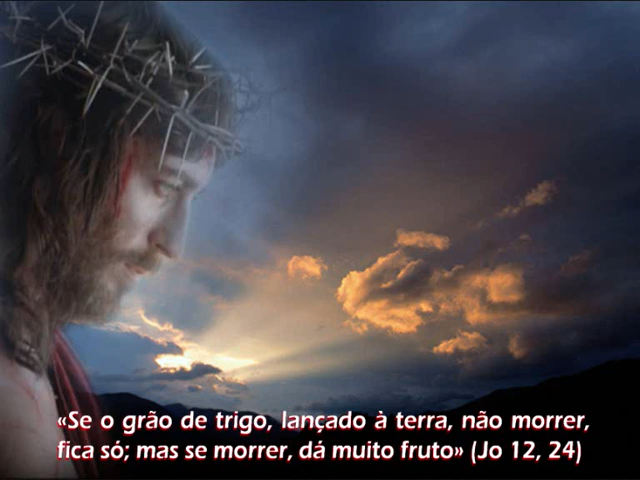 «Se o grão de trigo, lançado à terra, não morrer,
fica só; mas se morrer, dá muito fruto» (Jo 12, 24)